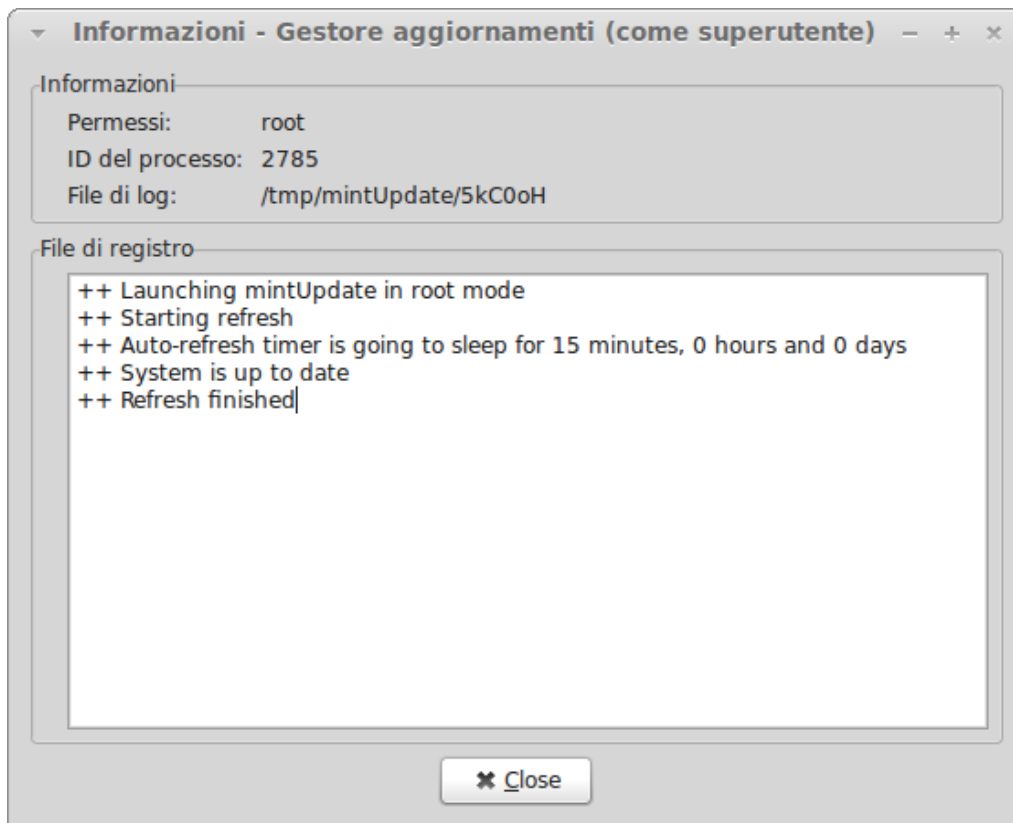 Informazioni - Gestore aggiornamenti (come superutente)
Informazioni
Permessi: root
ID del processo: 2785
File di log: /tmp/mintUpdate/5kC0oH
File di registro
++ Launching mintUpdate in root mode
++ Starting refresh
++ Auto-refresh timer is going to sleep for 15 minutes, 0 hours and 0 days
++ System is up to date
++ Refresh finished
Close